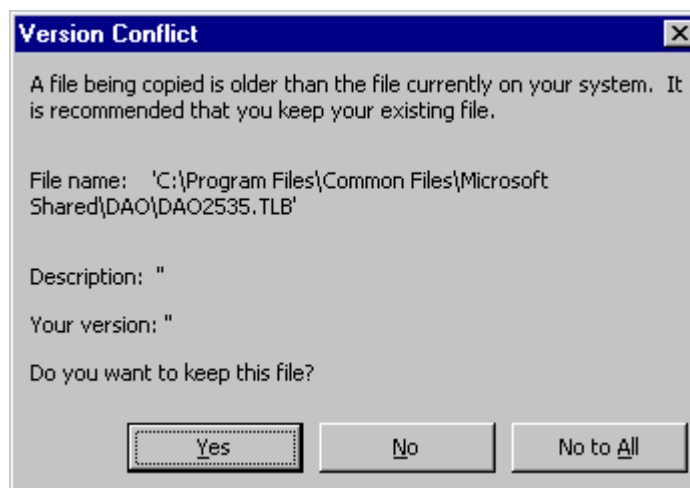 Version Conflict
A file being copied is older than the file currently on your system.  It
is recommended that you keep your existing file.
File name:    'C:\Program Files\Common Files\Microsoft
Shared\DAO\DAO2535.TLB'
Description:  ''
Your version: ''
Do you want to keep this file?
Yes
No
No to All